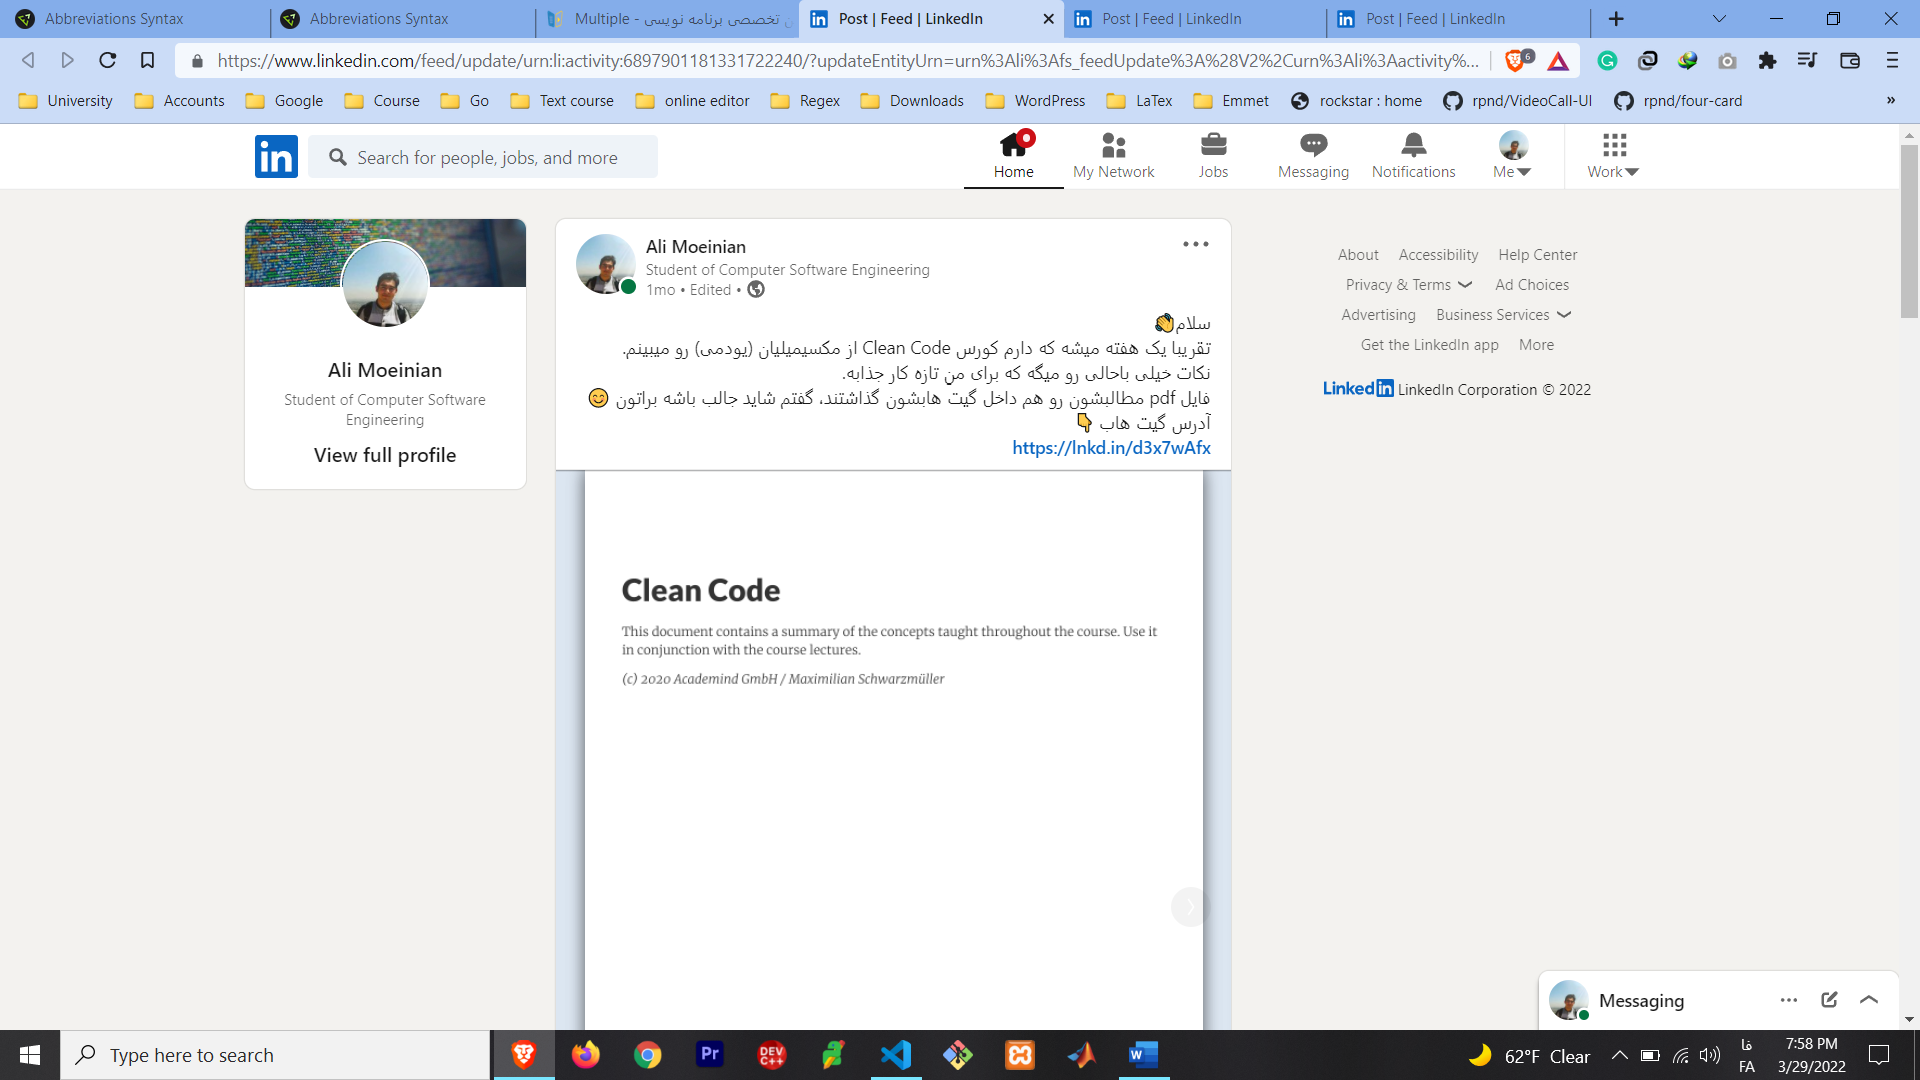 Abbreviations Syntax
Abbreviations Syntax
Multiple - ن تخصصی برنامه نویسی
Post | Feed | LinkedIn
Post | Feed | LinkedIn
Post | Feed | LinkedIn
https://www.linkedin.com/feed/update/urn:li:activity:6897901181331722240/?updateEntityUrn=urn%3Ali%3Afs_feedUpdate%3A%28V2%2Curn%3Ali%3Aactivity%...
6
University
Accounts
Google
Course
Go
Text course
online editor
Regex
Downloads
WordPress
LaTex
Emmet
rockstar : home
rpnd/VideoCall-UI
rpnd/four-card
»
in
Search for people, jobs, and more
Home
My Network
Jobs
Messaging
Notifications
Me
Work
Ali Moeinian
Student of Computer Software
Engineering
View full profile
Ali Moeinian
Student of Computer Software Engineering
1mo • Edited •
سلام👋
تقریبا یک هفته میشه که دارم کورس Clean Code از مکسیمیلیان (یودمی) رو میبینم.
نکات خیلی باحالی رو میگه که برای منِ تازه کار جذابه.
فایل pdf مطالبشون رو هم داخل گیت هابشون گذاشتند، گفتم شاید جالب باشه براتون 😊
آدرس گیت هاب 👇
https://lnkd.in/d3x7wAfx
Clean Code
This document contains a summary of the concepts taught throughout the course. Use it
in conjunction with the course lectures.
(c) 2020 Academind GmbH / Maximilian Schwarzmüller
About Accessibility Help Center
Privacy & Terms Ad Choices
Advertising Business Services
Get the LinkedIn app More
LinkedIn LinkedIn Corporation © 2022
Messaging
Type here to search
Pr
DEV C++
W
62°F Clear
فا
FA
7:58 PM
3/29/2022